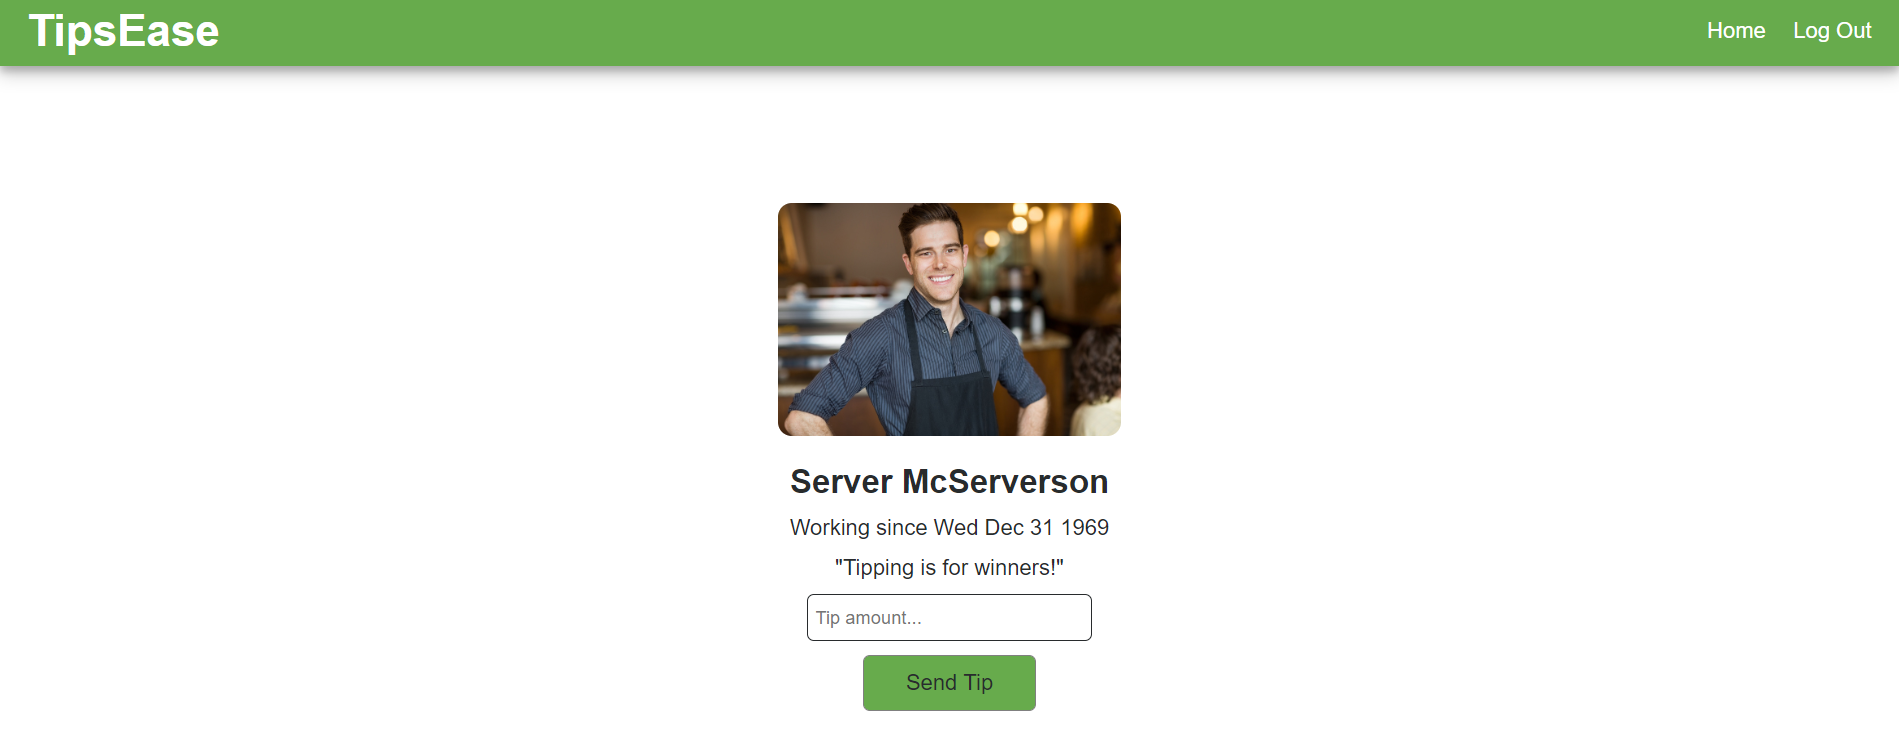 TipsEase
Home Log Out
Server McServerson
Working since Wed Dec 31 1969
"Tipping is for winners!"
Tip amount...
Send Tip